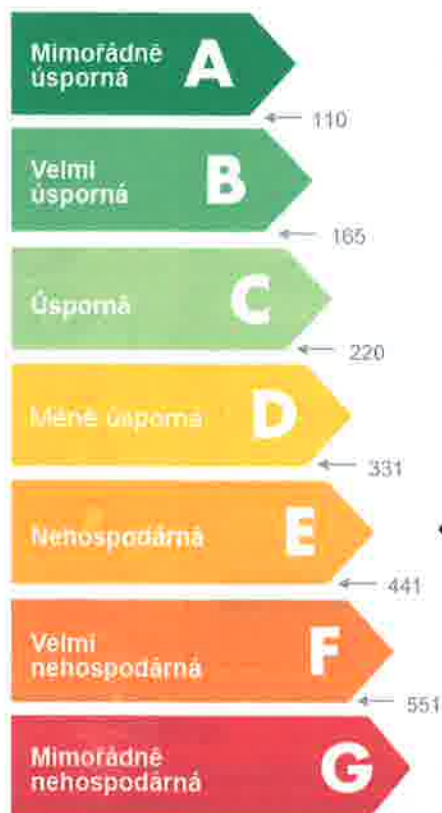 Mimořádně
úsporná
A
110
Velmi
úsporná
B
165
Úsporná
C
220
Méně úsporná
D
331
Nehospodárná
E
441
Velmi
nehospodárná
F
551
Mimořádně
nehospodárná
G